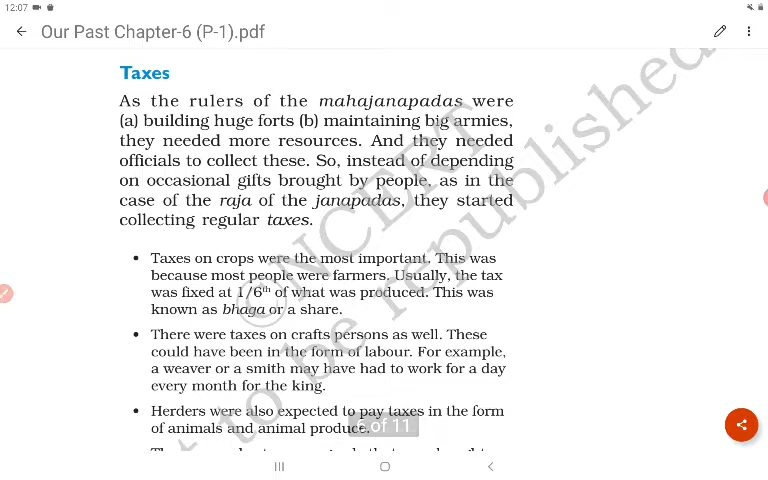 12:07
Our Past Chapter-6 (P-1).pdf
Taxes
As the rulers of the mahajanapadas were
(a) building huge forts (b) maintaining big armies,
they needed more resources. And they needed
officials to collect these. So, instead of depending
on occasional gifts brought by people, as in the
case of the raja of the janapadas, they started
collecting regular taxes.
• Taxes on crops were the most important. This was
because most people were farmers. Usually, the tax
was fixed at 1/6th of what was produced. This was
known as bhaga or a share.
• There were taxes on crafts persons as well. These
could have been in the form of labour. For example,
a weaver or a smith may have had to work for a day
every month for the king.
• Herders were also expected to pay taxes in the form
of animals and animal produce.
6 of 11
©NCERT
to be republished